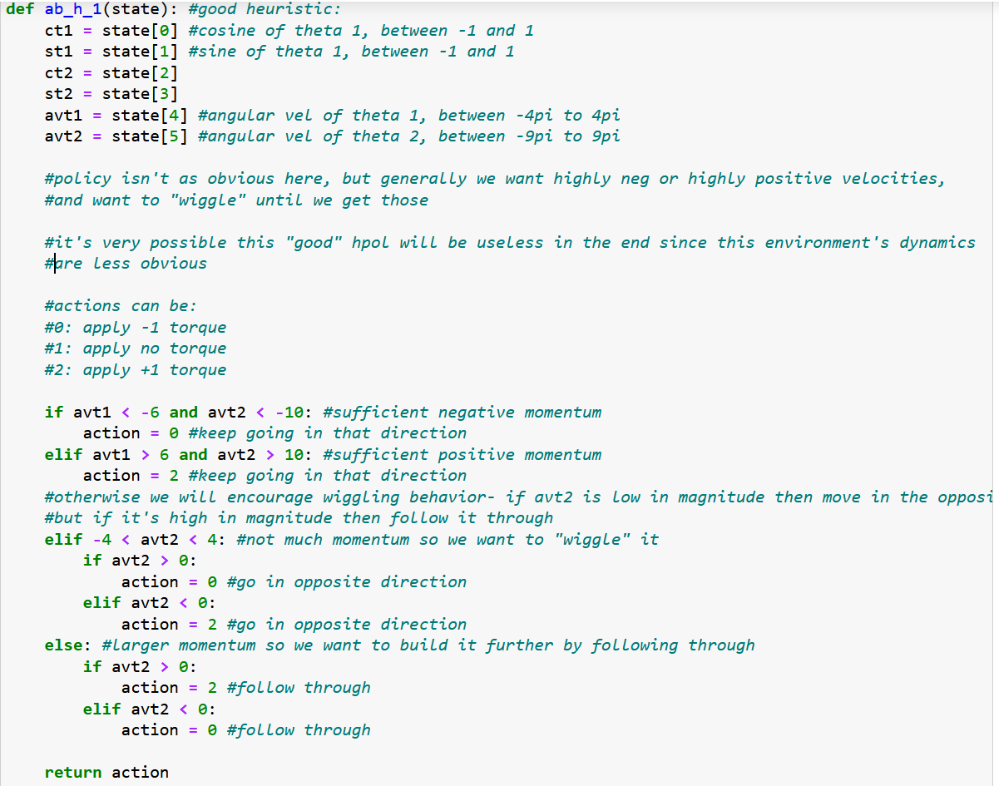 def ab_h_1(state): #good heuristic:
    ct1 = state[0] #cosine of theta 1, between -1 and 1
    st1 = state[1] #sine of theta 1, between -1 and 1
    ct2 = state[2]
    st2 = state[3]
    avt1 = state[4] #angular vel of theta 1, between -4pi to 4pi
    avt2 = state[5] #angular vel of theta 2, between -9pi to 9pi

    #policy isn't as obvious here, but generally we want highly neg or highly positive velocities,
    #and want to "wiggle" until we get those

    #it's very possible this "good" hpol will be useless in the end since this environment's dynamics
    #are less obvious

    #actions can be:
    #0: apply -1 torque
    #1: apply no torque
    #2: apply +1 torque

    if avt1 < -6 and avt2 < -10: #sufficient negative momentum
        action = 0 #keep going in that direction
    elif avt1 > 6 and avt2 > 10: #sufficient positive momentum
        action = 2 #keep going in that direction
    #otherwise we will encourage wiggling behavior- if avt2 is low in magnitude then move in the
    #but if it's high in magnitude then follow it through
    elif -4 < avt2 < 4: #not much momentum so we want to "wiggle" it
        if avt2 > 0:
            action = 0 #go in opposite direction
        elif avt2 < 0:
            action = 2 #go in opposite direction
    else: #larger momentum so we want to build it further by following through
        if avt2 > 0:
            action = 2 #follow through
        elif avt2 < 0:
            action = 0 #follow through

    return action